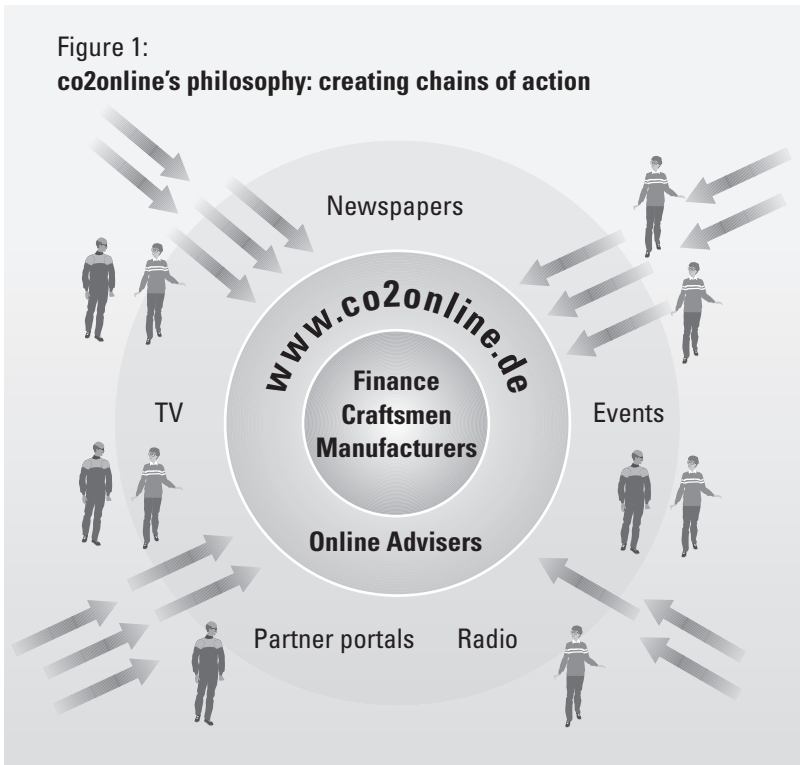 Figure 1:
co2online's philosophy: creating chains of action
Newspapers
www.co2online.de
Finance
Craftsmen
Manufacturers
TV
Events
Online Advisers
Partner portals
Radio